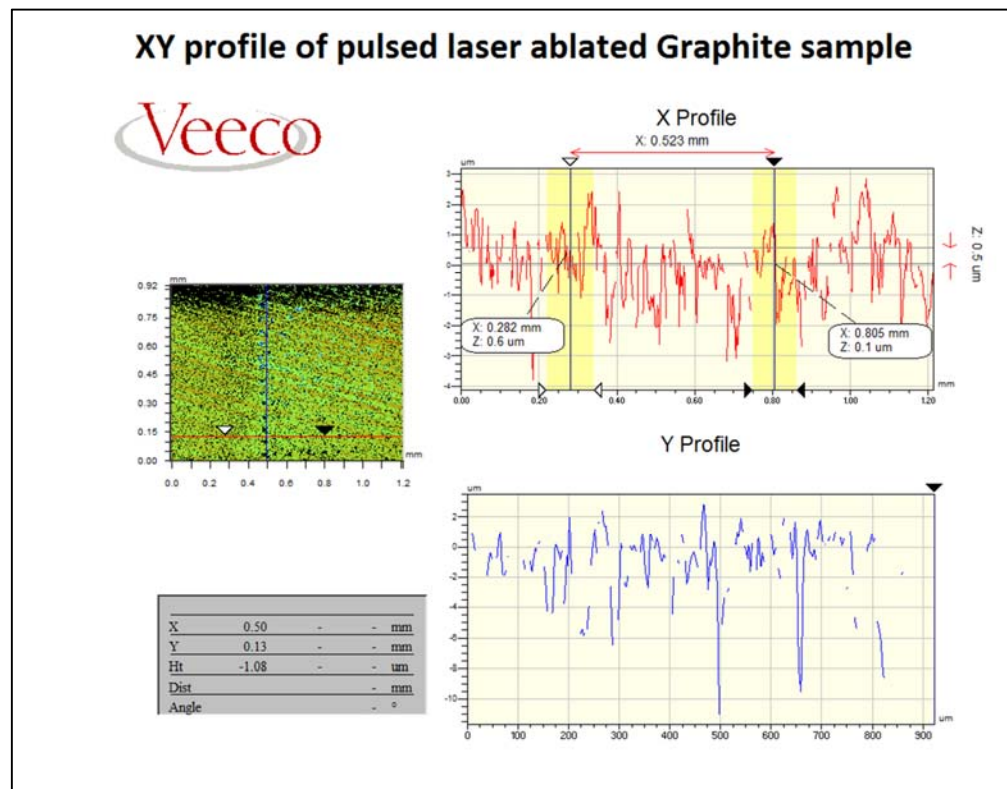 XY profile of pulsed laser ablated Graphite sample
Veeco
X Profile
X: 0.523 mm
um
3
2
1
0
-1
-2
-3
-4
X: 0.282 mm
Z: 0.6 um
X: 0.805 mm
Z: 0.1 um
Z: 0.5 um
mm
0.00 0.20 0.40 0.60 0.80 1.00 1.20
mm
0.92
0.75
0.60
0.45
0.30
0.15
0.00
mm
0.0 0.2 0.4 0.6 0.8 1.0 1.2
Y Profile
um
2
0
-2
-4
-6
-8
-10
um
0 100 200 300 400 500 600 700 800 900
X 0.50 - - mm
Y 0.13 - - mm
Ht -1.08 - - um
Dist - mm
Angle - °